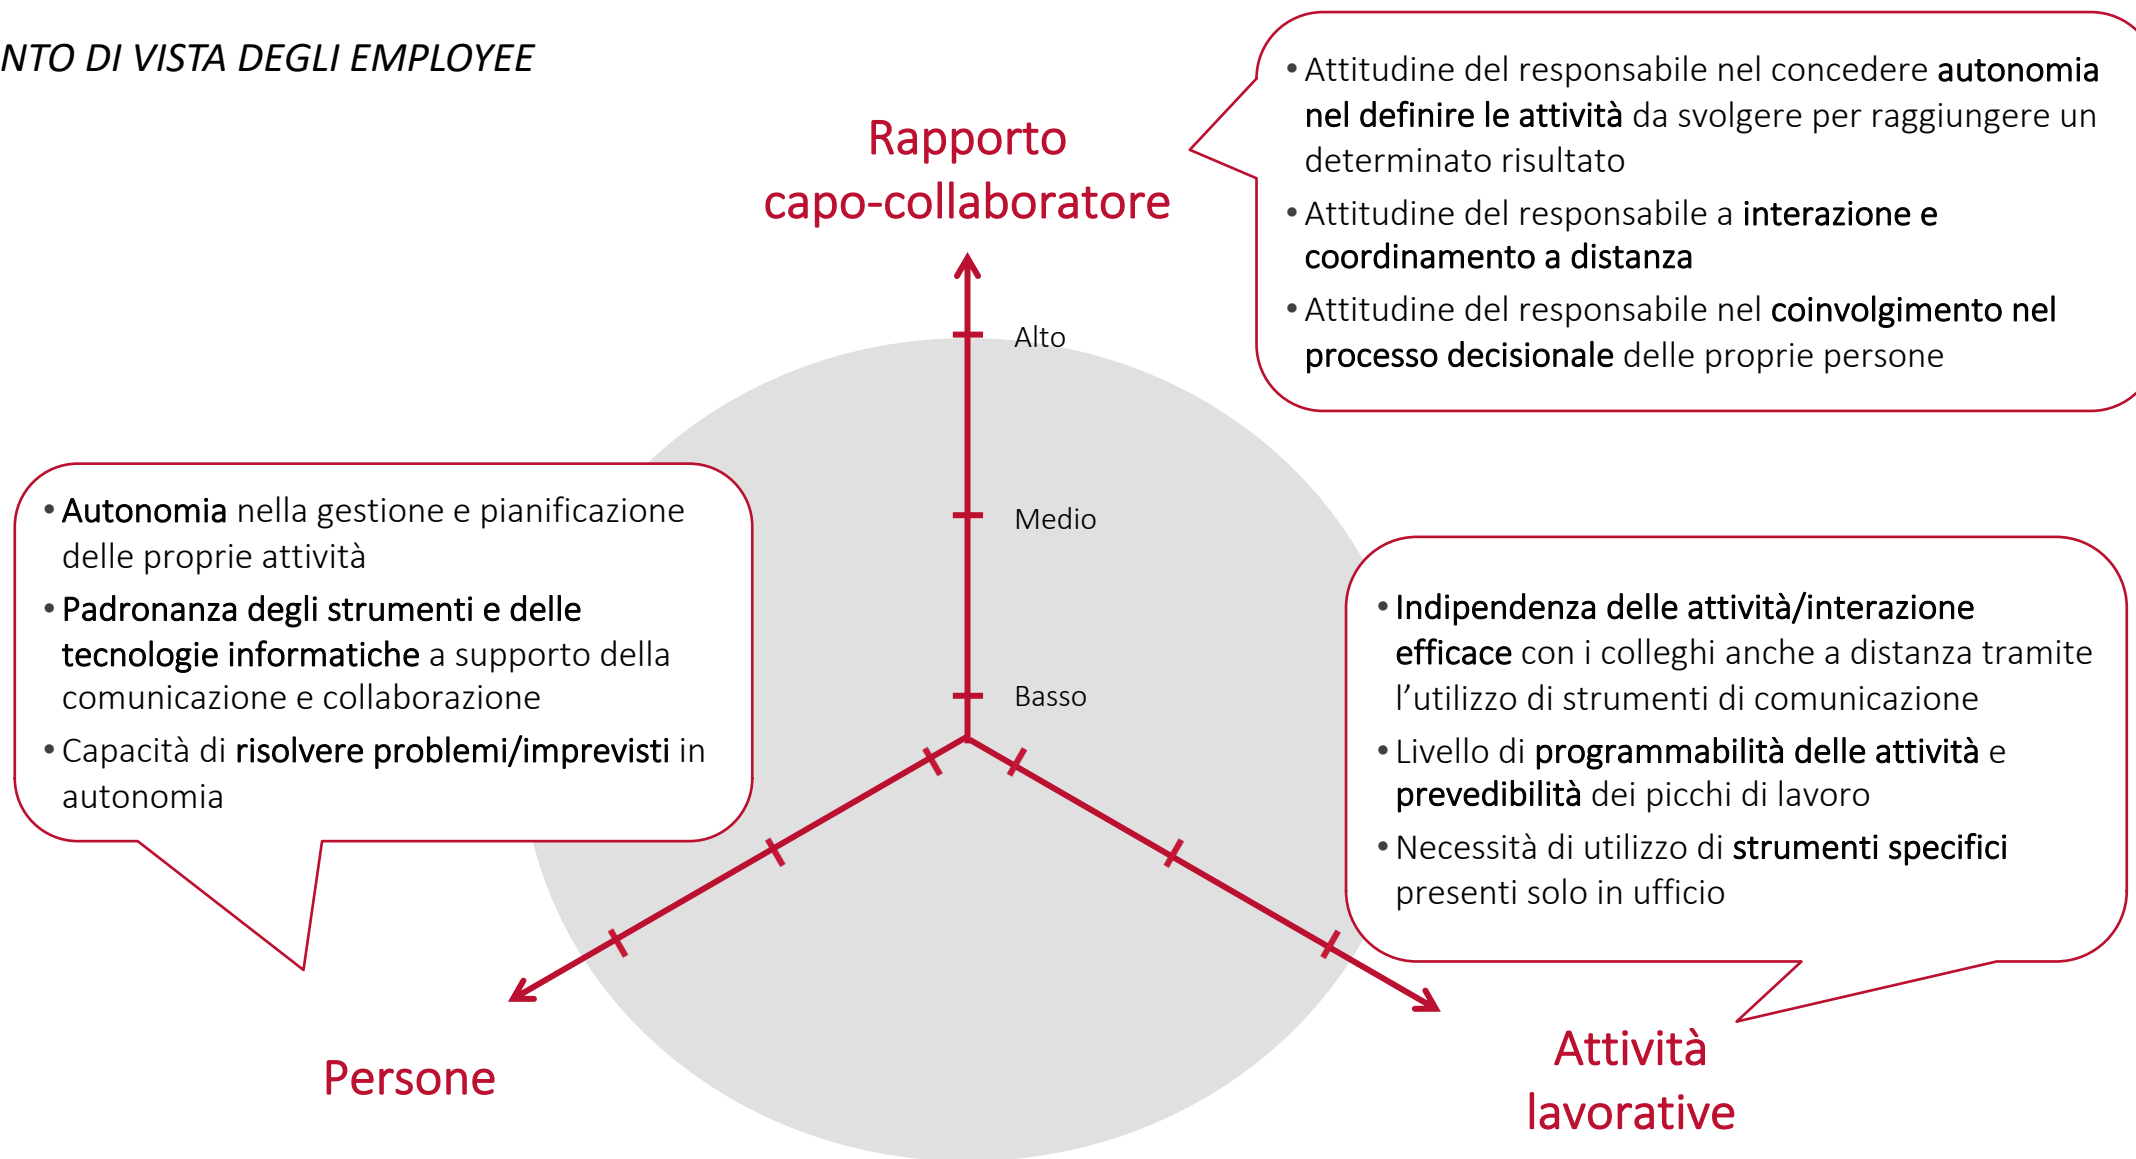 NTO DI VISTA DEGLI EMPLOYEE
• Attitudine del responsabile nel concedere autonomia
nel definire le attività da svolgere per raggiungere un
determinato risultato
• Attitudine del responsabile a interazione e
coordinamento a distanza
• Attitudine del responsabile nel coinvolgimento nel
processo decisionale delle proprie persone
Rapporto
capo-collaboratore
Alto
Medio
Basso
• Autonomia nella gestione e pianificazione
delle proprie attività
• Padronanza degli strumenti e delle
tecnologie informatiche a supporto della
comunicazione e collaborazione
• Capacità di risolvere problemi/imprevisti in
autonomia
• Indipendenza delle attività/interazione
efficace con i colleghi anche a distanza tramite
l’utilizzo di strumenti di comunicazione
• Livello di programmabilità delle attività e
prevedibilità dei picchi di lavoro
• Necessità di utilizzo di strumenti specifici
presenti solo in ufficio
Persone
Attività
lavorative